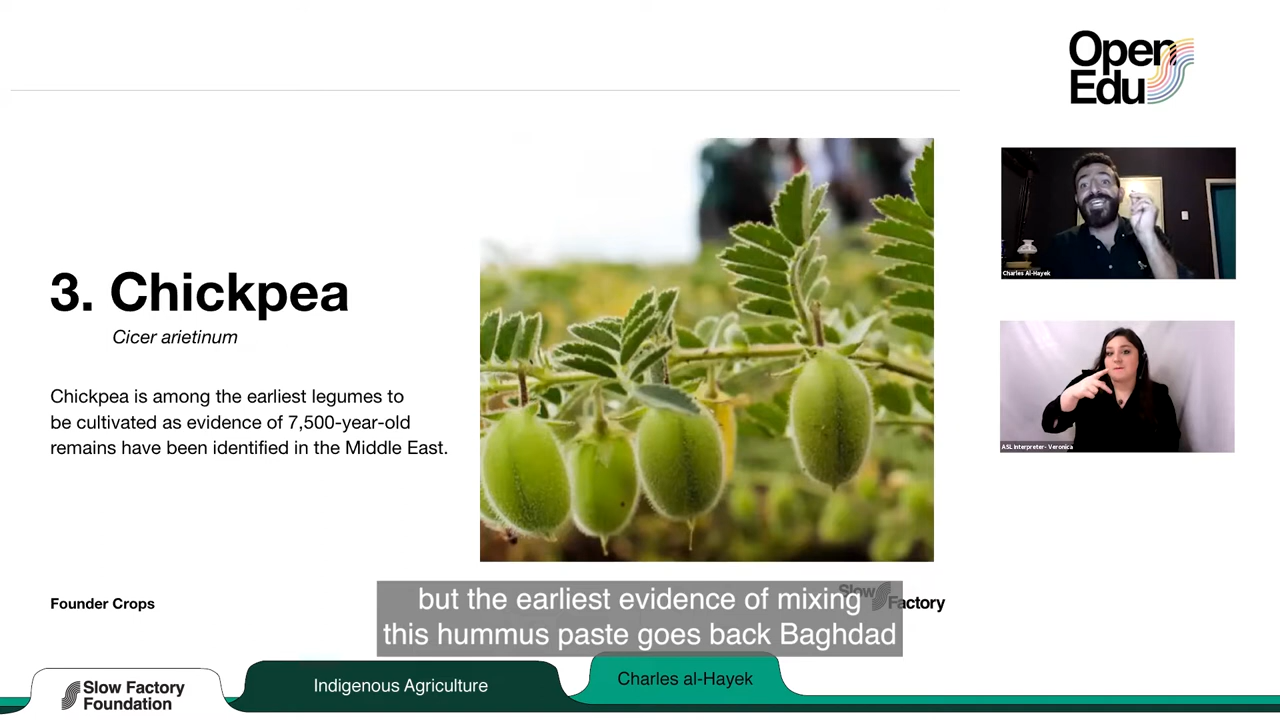 Open
Edu
3. Chickpea
Cicer arietinum
Chickpea is among the earliest legumes to
be cultivated as evidence of 7,500-year-old
remains have been identified in the Middle East.
Charles Al-Hayek
ASL Interpreter- Veronica
Founder Crops
Slow
Factory
but the earliest evidence of mixing
this hummus paste goes back Baghdad
Slow Factory
Foundation
Indigenous Agriculture
Charles al-Hayek